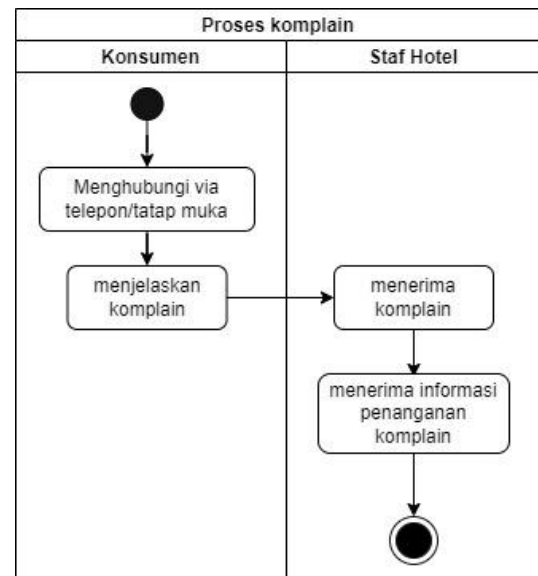 Proses komplain
Konsumen
Staf Hotel
Menghubungi via
telepon/tatap muka
menjelaskan
komplain
menerima
komplain
menerima informasi
penanganan
komplain